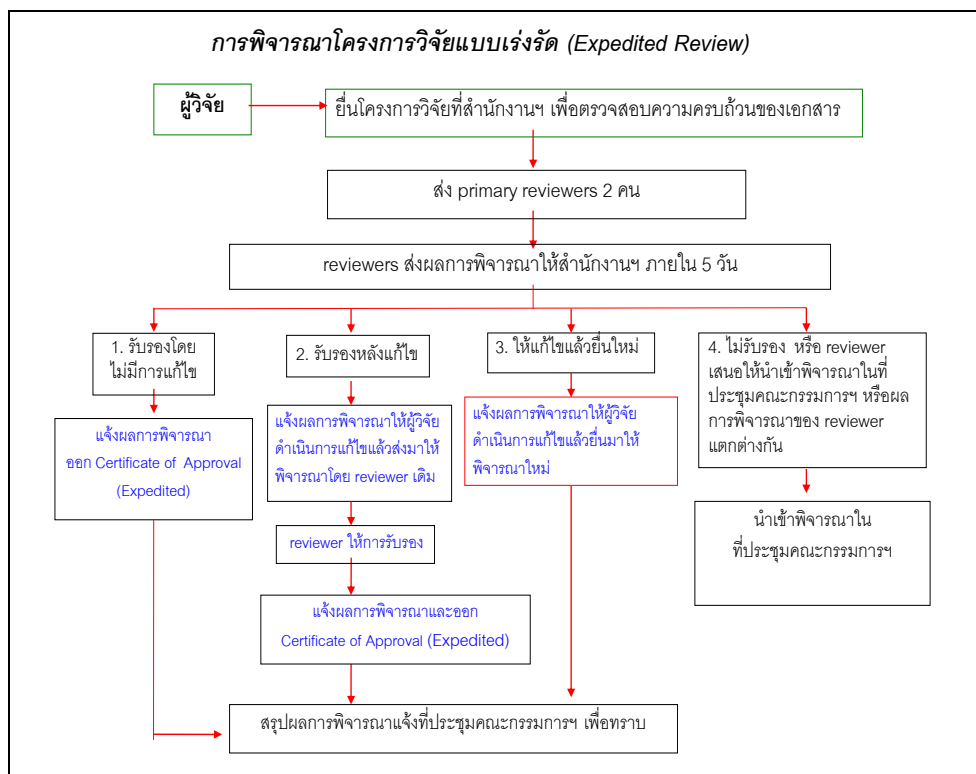 การพิจารณาโครงการวิจัยแบบเร่งรัด (Expedited Review)
ผู้วิจัย
ยื่นโครงการวิจัยที่สำนักงานฯ เพื่อตรวจสอบความครบถ้วนของเอกสาร
ส่ง primary reviewers 2 คน
reviewers ส่งผลการพิจารณาให้สำนักงานฯ ภายใน 5 วัน
1. รับรองโดย
ไม่มีการแก้ไข
แจ้งผลการพิจารณา
ออก Certificate of Approval
(Expedited)
2. รับรองหลังแก้ไข
แจ้งผลการพิจารณาให้ผู้วิจัย
ดำเนินการแก้ไขแล้วส่งมาให้
พิจารณาโดย reviewer เดิม
reviewer ให้การรับรอง
แจ้งผลการพิจารณาและออก
Certificate of Approval (Expedited)
3. ให้แก้ไขแล้วยื่นใหม่
แจ้งผลการพิจารณาให้ผู้วิจัย
ดำเนินการแก้ไขแล้วยื่นมาให้
พิจารณาใหม่
4. ไม่รับรอง หรือ reviewer
เสนอให้นำเข้าพิจารณาในที่
ประชุมคณะกรรมการฯ หรือผล
การพิจารณาของ reviewer
แตกต่างกัน
นำเข้าพิจารณาใน
ที่ประชุมคณะกรรมการฯ
สรุปผลการพิจารณาแจ้งที่ประชุมคณะกรรมการฯ เพื่อทราบ